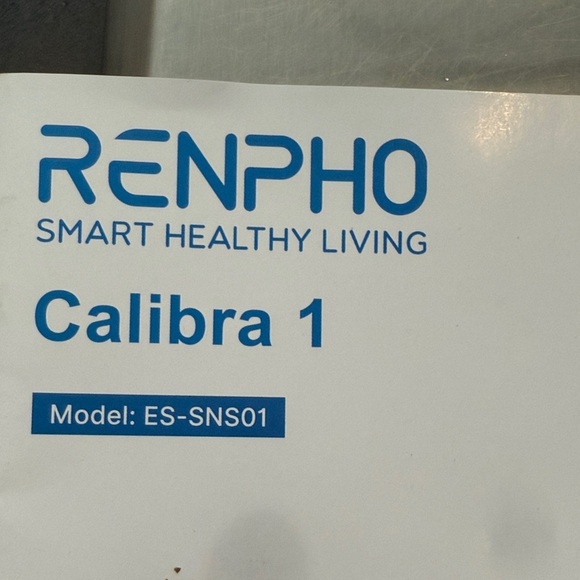 RENPHO
SMART HEALTHY LIVING
Calibra 1
Model: ES-SNS01